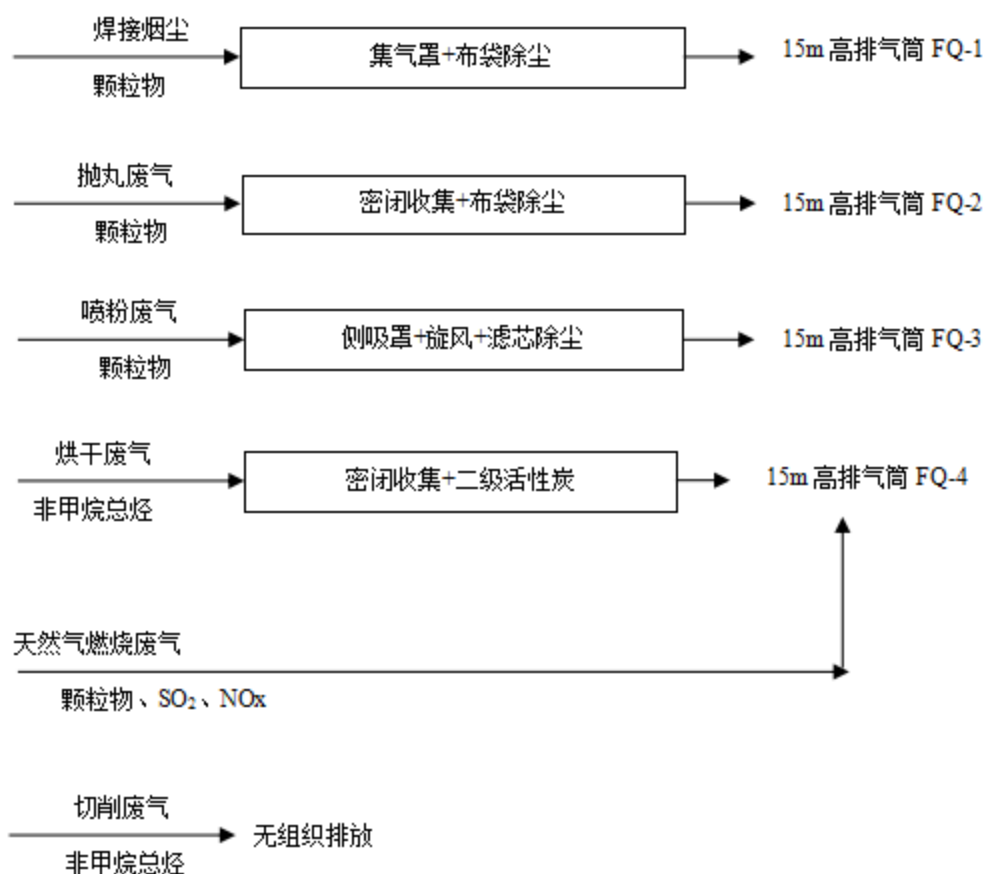 焊接烟尘
颗粒物
集气罩+布袋除尘
15m 高排气筒 FQ-1
抛丸废气
颗粒物
密闭收集+布袋除尘
15m 高排气筒 FQ-2
喷粉废气
颗粒物
侧吸罩+旋风+滤芯除尘
15m 高排气筒 FQ-3
烘干废气
非甲烷总烃
密闭收集+二级活性炭
15m 高排气筒 FQ-4
天然气燃烧废气
颗粒物、SO₂、NOx
切削废气
非甲烷总烃
无组织排放